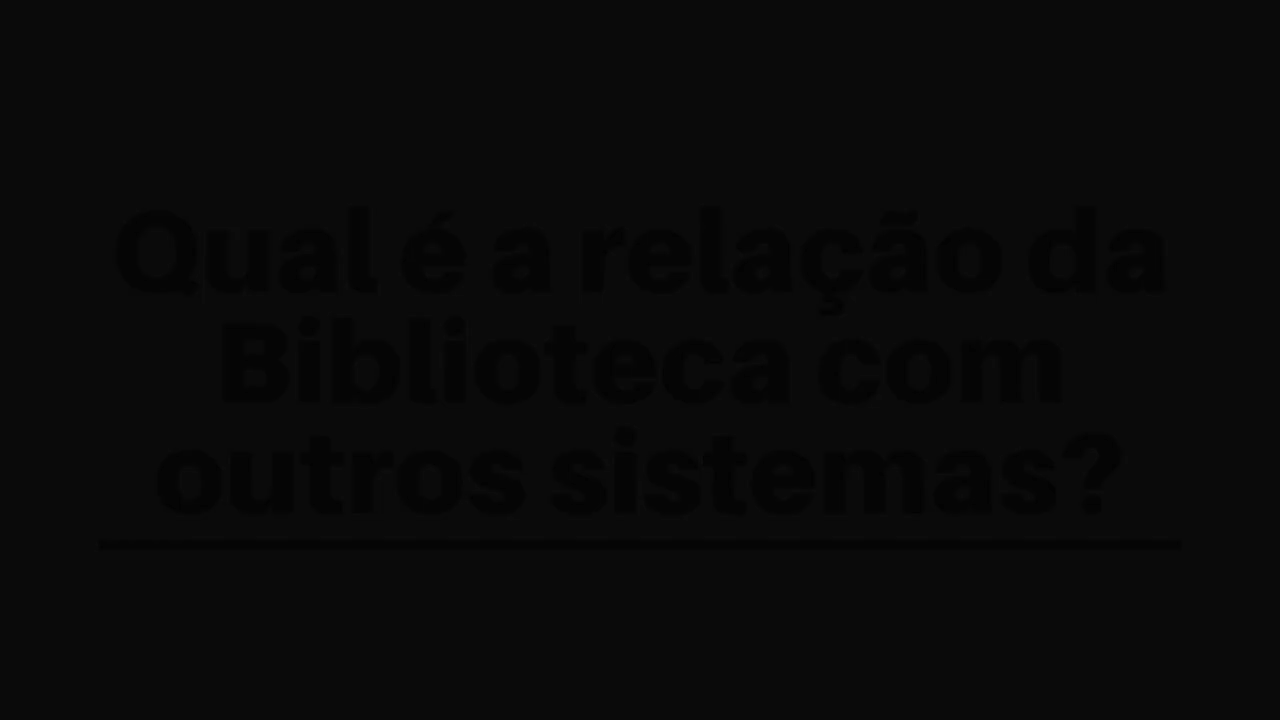 Qual é a relação da
Biblioteca com
outros sistemas?